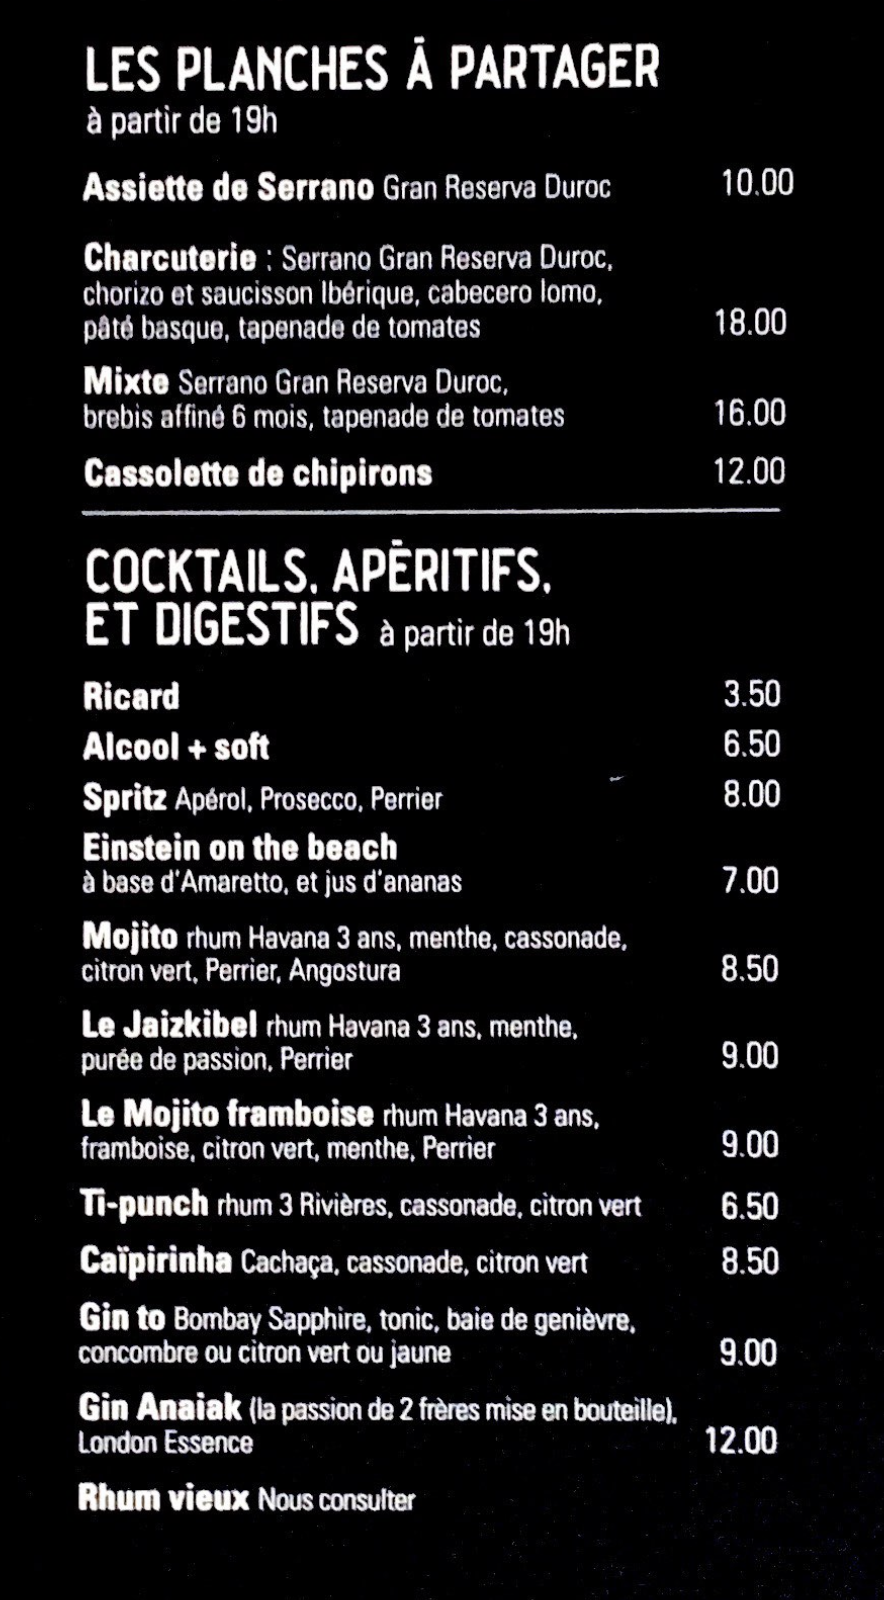 LES PLANCHES À PARTAGER
à partir de 19h
Assiette de Serrano Gran Reserva Duroc 10.00
Charcuterie : Serrano Gran Reserva Duroc,
chorizo et saucisson Ibérique, cabecero lomo,
pâté basque, tapenade de tomates 18.00
Mixte Serrano Gran Reserva Duroc,
brebis affiné 6 mois, tapenade de tomates 16.00
Cassolette de chipirons 12.00
COCKTAILS, APÉRITIFS,
ET DIGESTIFS à partir de 19h
Ricard 3.50
Alcool + soft 6.50
Spritz Apérol, Prosecco, Perrier 8.00
Einstein on the beach
à base d'Amaretto, et jus d'ananas 7.00
Mojito rhum Havana 3 ans, menthe, cassonade,
citron vert, Perrier, Angostura 8.50
Le Jaizkibel rhum Havana 3 ans, menthe,
purée de passion, Perrier 9.00
Le Mojito framboise rhum Havana 3 ans,
framboise, citron vert, menthe, Perrier 9.00
Ti-punch rhum 3 Rivières, cassonade, citron vert 6.50
Caïpirinha Cachaça, cassonade, citron vert 8.50
Gin to Bombay Sapphire, tonic, baie de genièvre,
concombre ou citron vert ou jaune 9.00
Gin Anaiak (la passion de 2 frères mise en bouteille),
London Essence 12.00
Rhum vieux Nous consulter